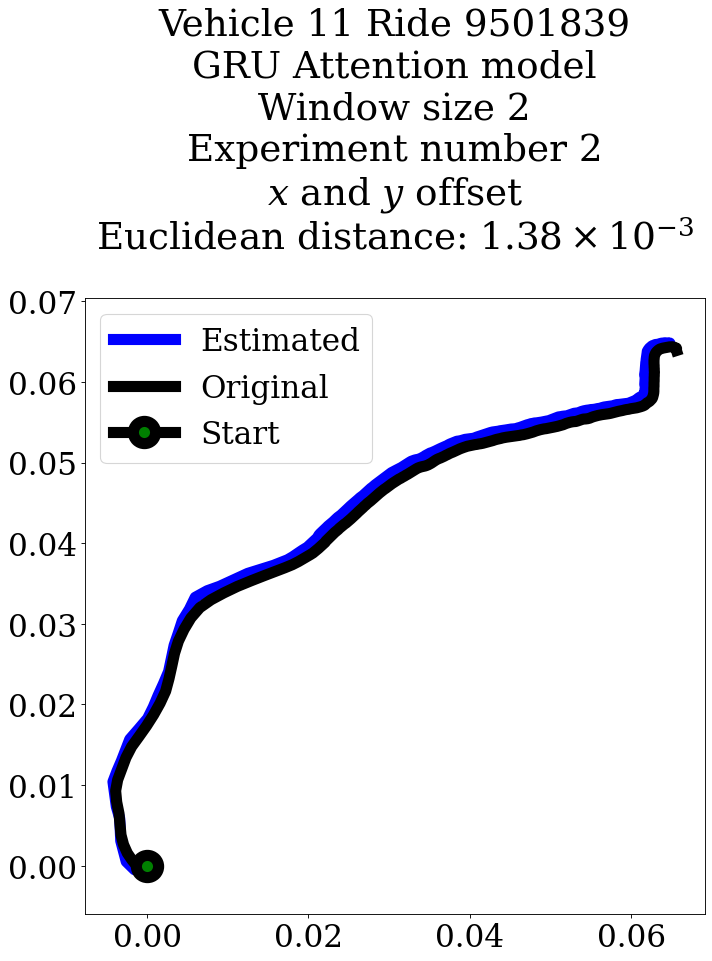 Vehicle 11 Ride 9501839
GRU Attention model
Window size 2
Experiment number 2
x and y offset
Euclidean distance: 1.38 × 10⁻³
0.07
0.06
0.05
0.04
0.03
0.02
0.01
0.00
Estimated
Original
Start
0.00 0.02 0.04 0.06